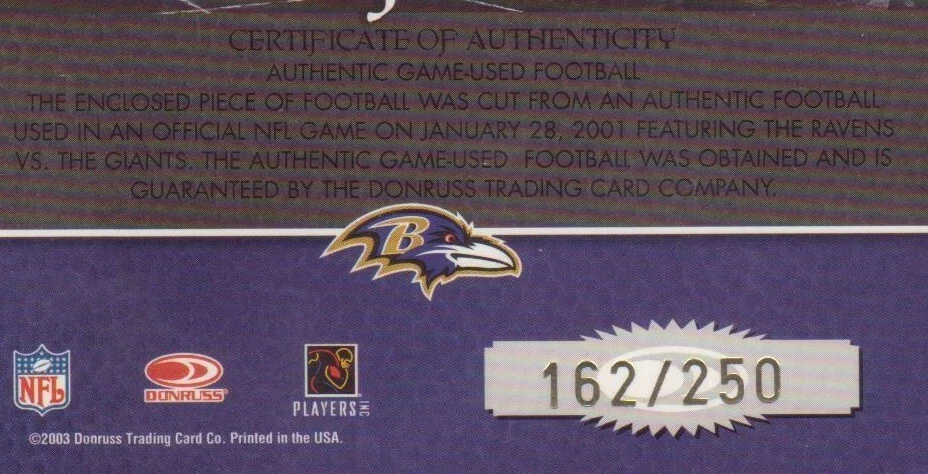 CERTIFICATE OF AUTHENTICITY
AUTHENTIC GAME-USED FOOTBALL
THE ENCLOSED PIECE OF FOOTBALL WAS CUT FROM AN AUTHENTIC FOOTBALL
USED IN AN OFFICIAL NFL GAME ON JANUARY 28, 2001 FEATURING THE RAVENS
VS. THE GIANTS. THE AUTHENTIC GAME-USED FOOTBALL WAS OBTAINED AND IS
GUARANTEED BY THE DONRUSS TRADING CARD COMPANY.
B
NFL
DONRUSS®
PLAYERS INC
162/250
©2003 Donruss Trading Card Co. Printed in the USA.